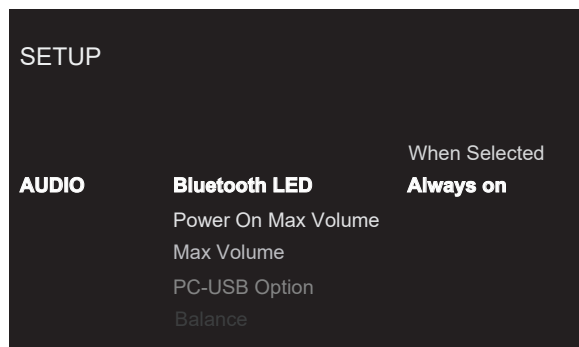 SETUP
When Selected
AUDIO Bluetooth LED Always on
Power On Max Volume
Max Volume
PC-USB Option
Balance